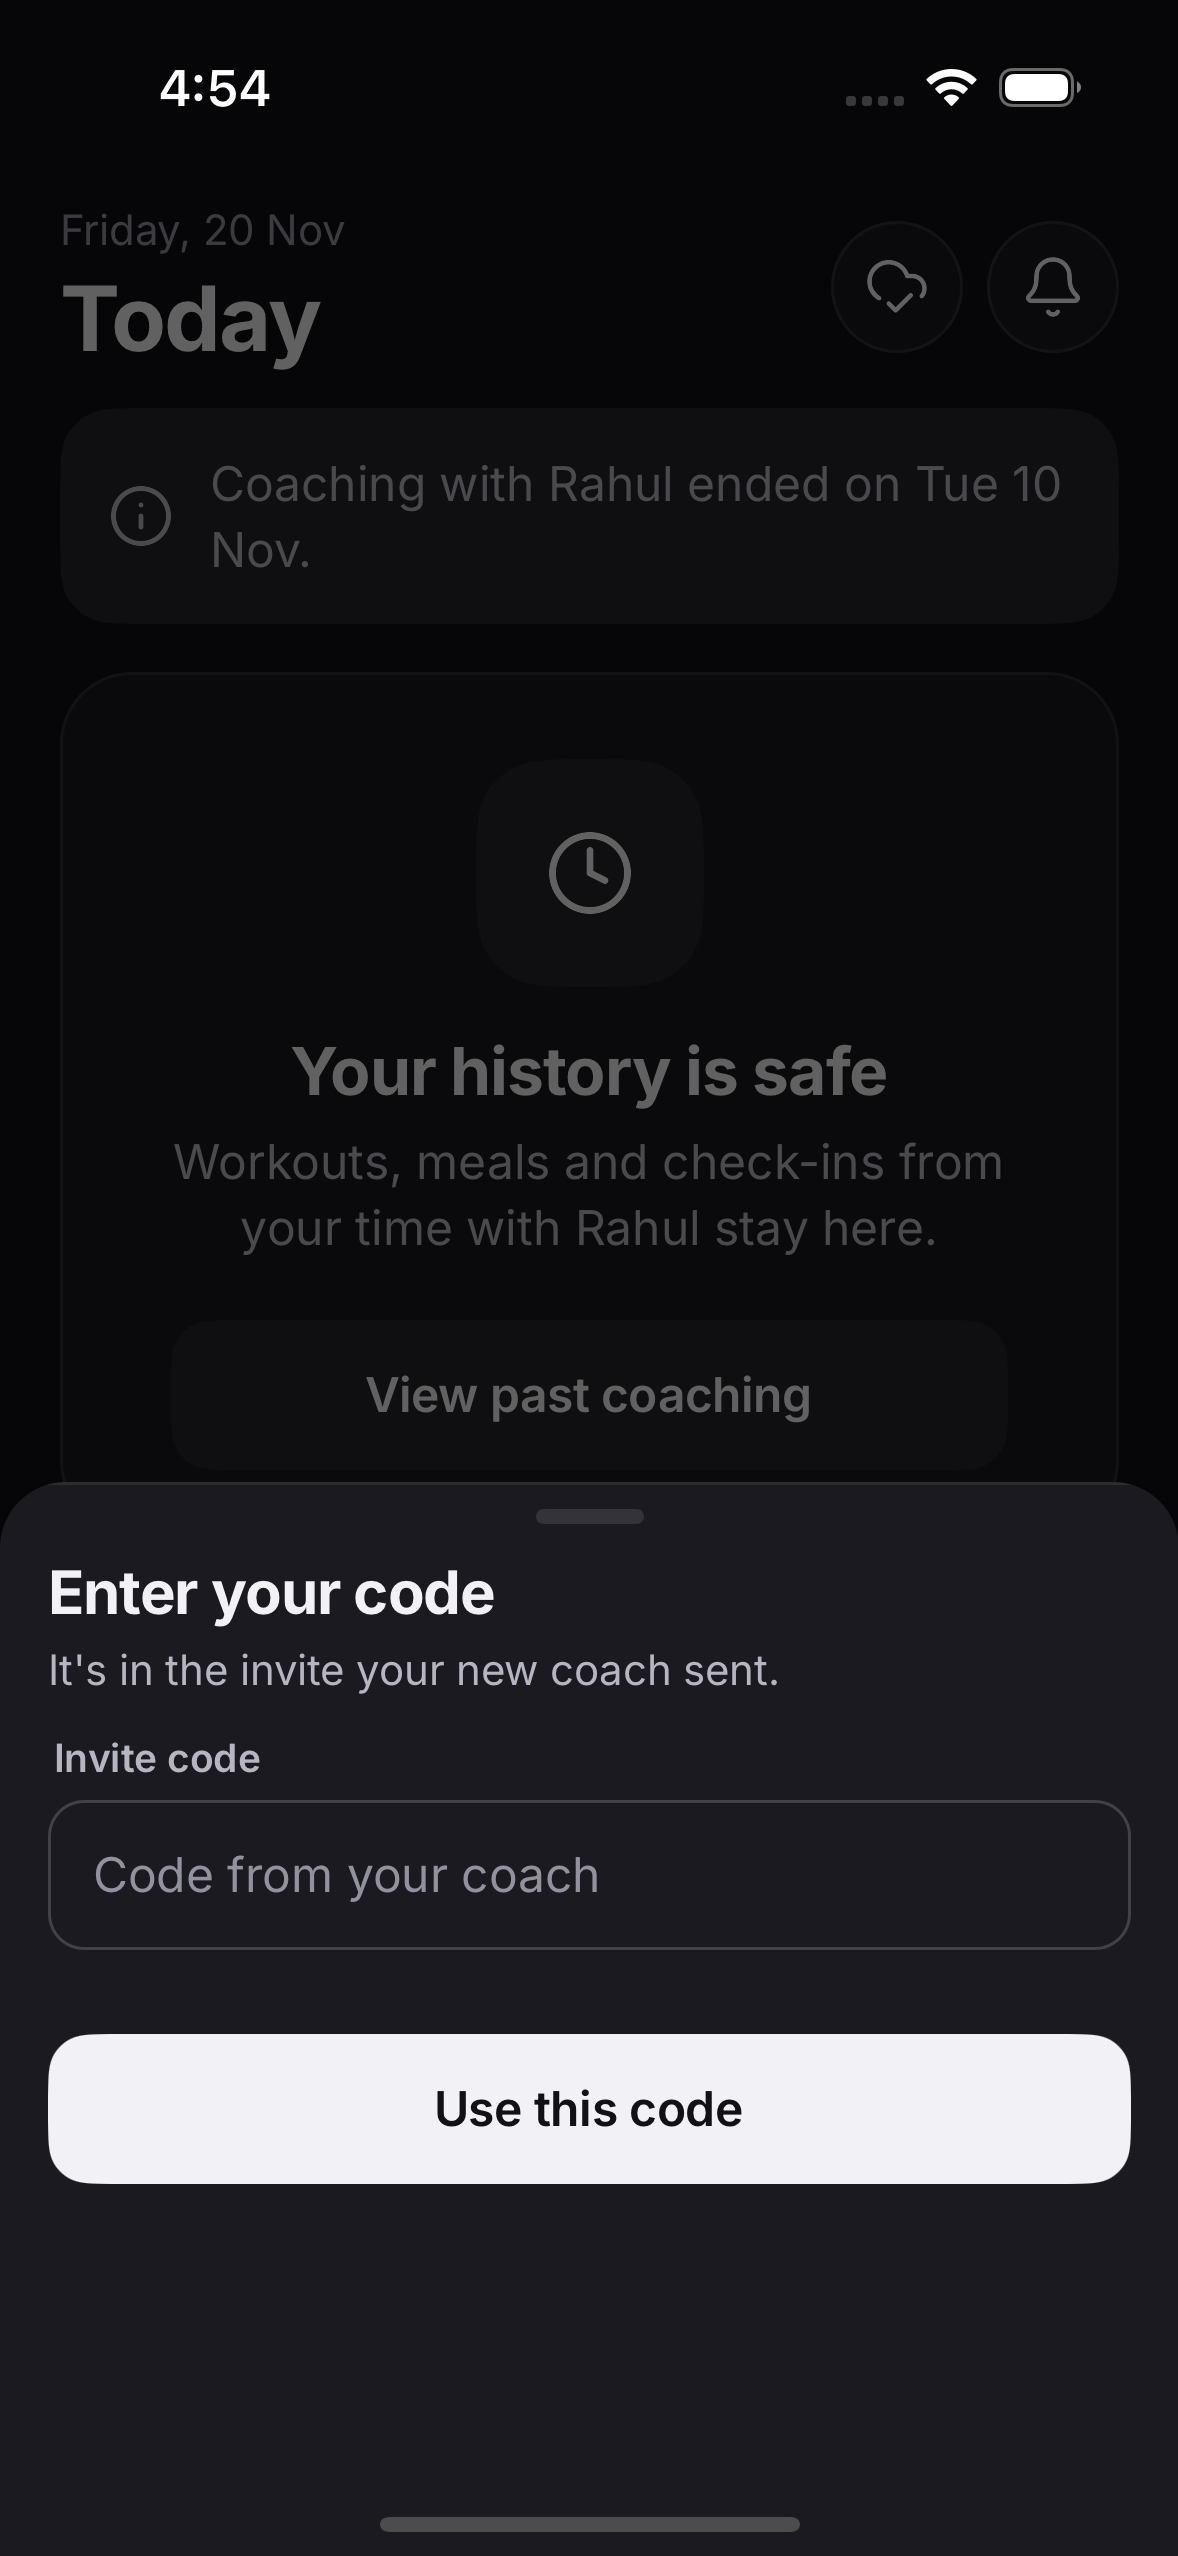 4:54
Friday, 20 Nov
Today
Coaching with Rahul ended on Tue 10
Nov.
Your history is safe
Workouts, meals and check-ins from
your time with Rahul stay here.
View past coaching
Enter your code
It's in the invite your new coach sent.
Invite code
Code from your coach
Use this code